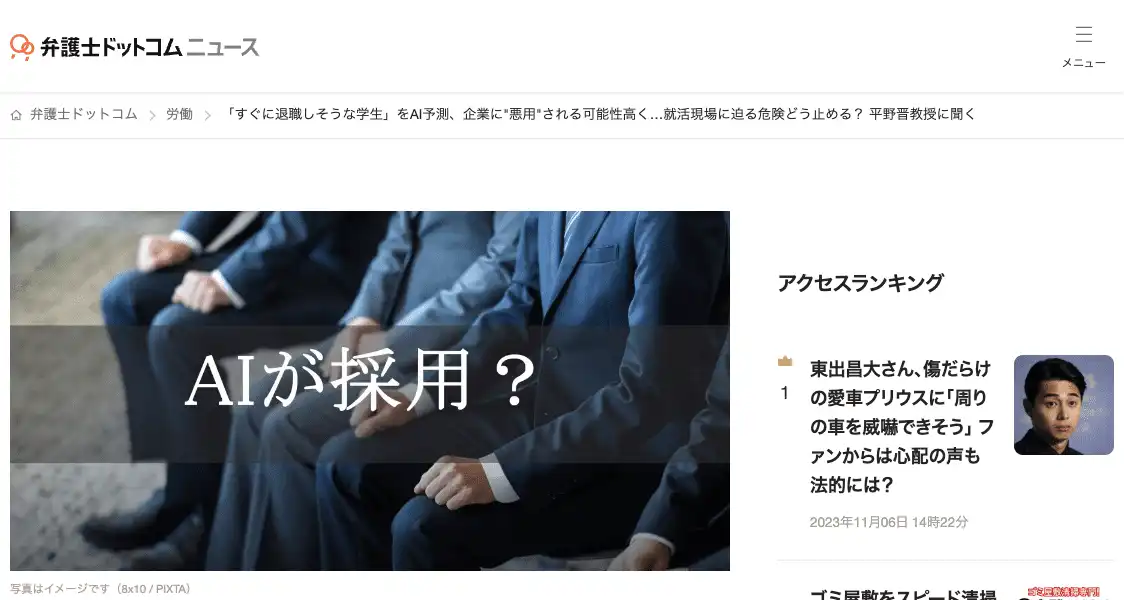 弁護士ドットコム ニュース
メニュー
弁護士ドットコム > 労働 > 「すぐに退職しそうな学生」をAI予測、企業に"悪用"される可能性高く…就活現場に迫る危険どう止める？ 平野晋教授に聞く
AIが採用？
写真はイメージです（8x10 / PIXTA）
アクセスランキング
1
東出昌大さん、傷だらけ
の愛車プリウスに「周り
の車を威嚇できそう」 フ
ァンからは心配の声も
法的には？
2023年11月06日 14時22分
ゴミ屋敷をスピード清掃
ゴミ屋敷清掃専門!